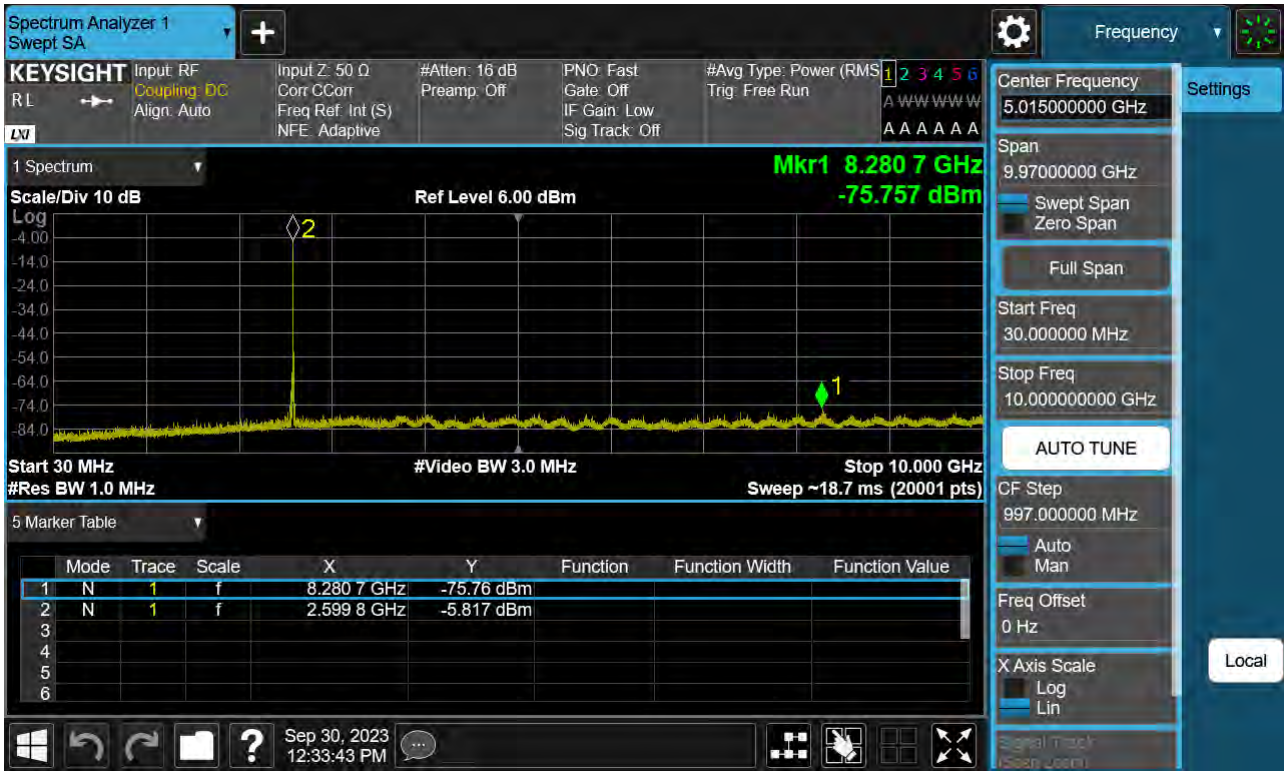 Spectrum Analyzer 1
Swept SA
+
Frequency
KEYSIGHT
RL
LXI
Input: RF
Coupling: DC
Align: Auto
Input Z: 50 Ω
Corr CCorr
Freq Ref: Int (S)
NFE: Adaptive
#Atten: 16 dB
Preamp: Off
PNO: Fast
Gate: Off
IF Gain: Low
Sig Track: Off
#Avg Type: Power (RMS
Trig: Free Run
1 2 3 4 5 6
A W W W W W
A A A A A A
1 Spectrum
Scale/Div 10 dB
Ref Level 6.00 dBm
Mkr1 8.280 7 GHz
-75.757 dBm
Log
-4.00
-14.0
-24.0
-34.0
-44.0
-54.0
-64.0
-74.0
-84.0
2
1
Start 30 MHz
#Video BW 3.0 MHz
Stop 10.000 GHz
#Res BW 1.0 MHz
Sweep ~18.7 ms (20001 pts)
5 Marker Table
Mode Trace Scale X Y Function Function Width Function Value
1 N 1 f 8.280 7 GHz -75.76 dBm
2 N 1 f 2.599 8 GHz -5.817 dBm
3
4
5
6
Sep 30, 2023
12:33:43 PM
?
Center Frequency
5.015000000 GHz
Settings
Span
9.97000000 GHz
Swept Span
Zero Span
Full Span
Start Freq
30.000000 MHz
Stop Freq
10.000000000 GHz
AUTO TUNE
CF Step
997.000000 MHz
Auto
Man
Freq Offset
0 Hz
X Axis Scale
Log
Lin
Local
Signal Track
(Span Zoom)